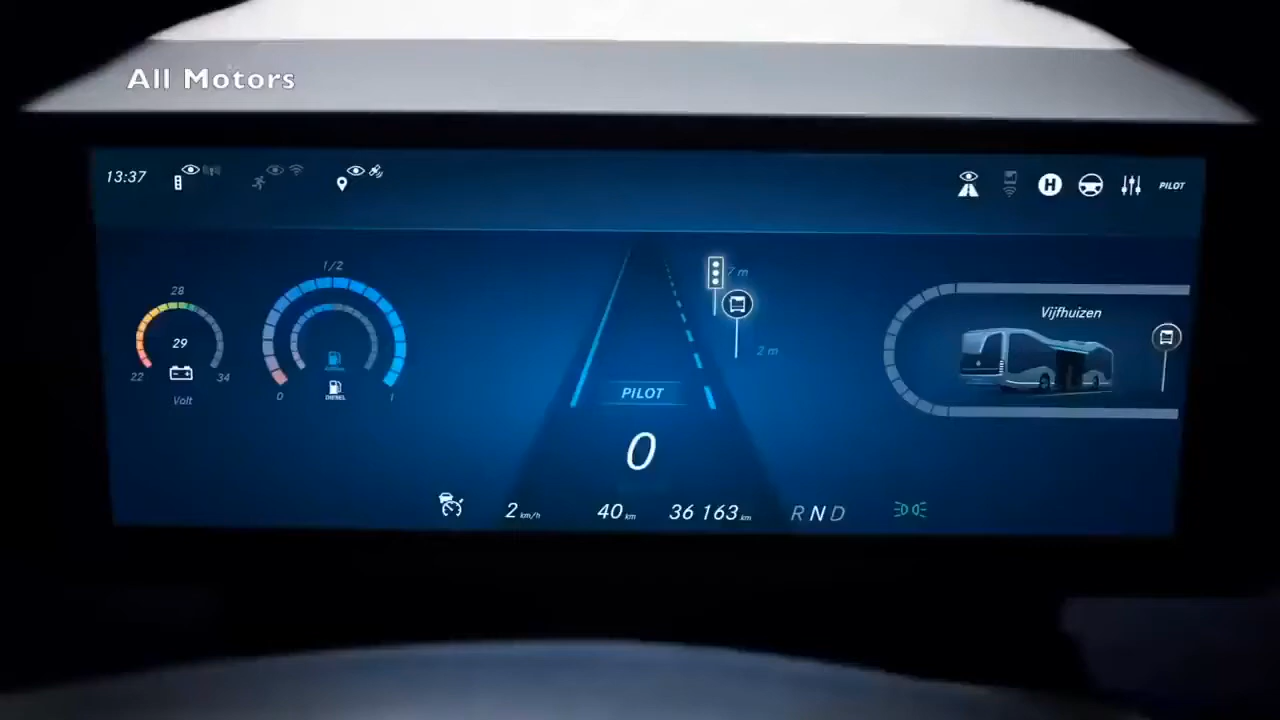 All Motors
13:37
H
PILOT
1/2
28
29
22
34
Volt
0
1
DIESEL
7 m
2 m
PILOT
0
2 km/h
40 km
36 163 km
R N D
Vijfhuizen